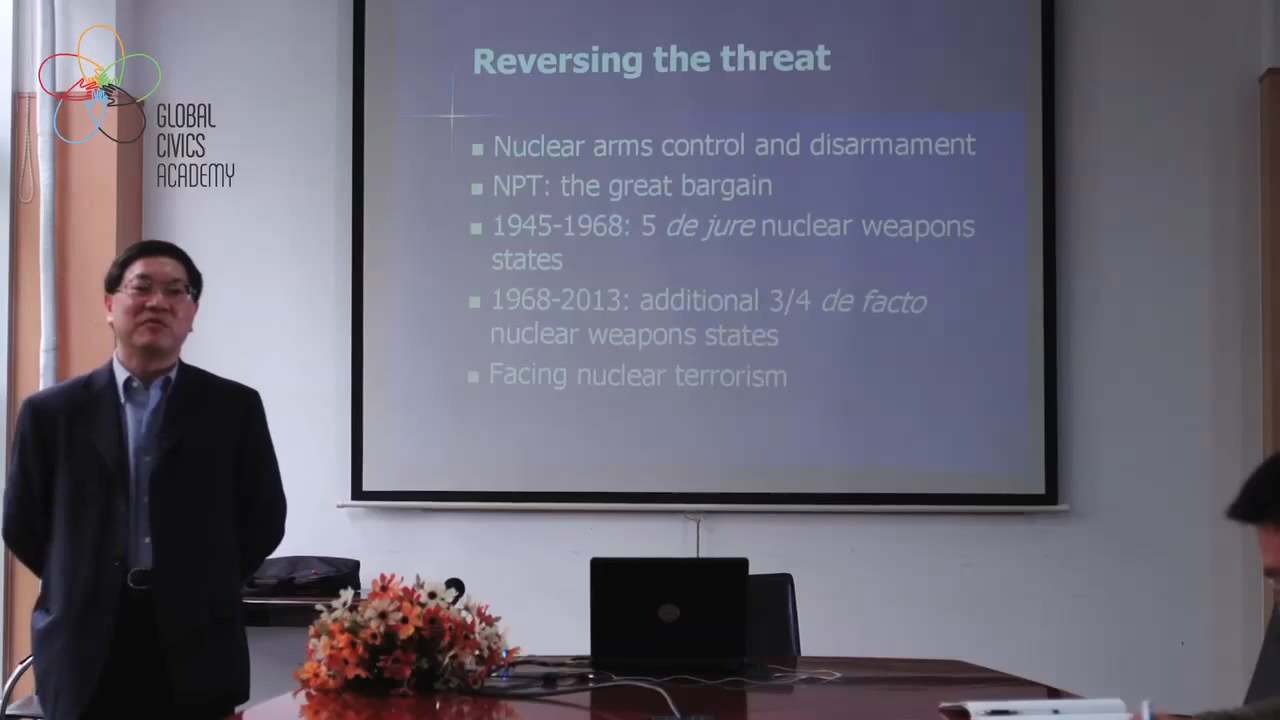 GLOBAL
CIVICS
ACADEMY
Reversing the threat
Nuclear arms control and disarmament
NPT: the great bargain
1945-1968: 5 de jure nuclear weapons
states
1968-2013: additional 3/4 de facto
nuclear weapons states
Facing nuclear terrorism